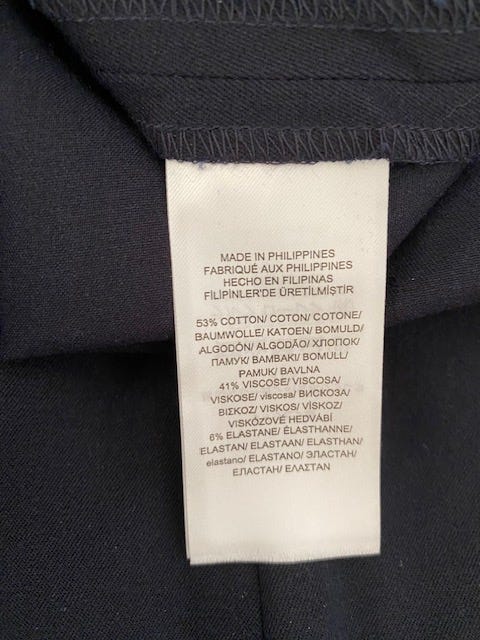 MADE IN PHILIPPINES
FABRIQUÉ AUX PHILIPPINES
HECHO EN FILIPINAS
FİLİPİNLER'DE ÜRETİLMİŞTİR
53% COTTON/ COTON/ COTONE/
BAUMWOLLE/ KATOEN/ BOMULD/
ALGODÓN/ ALGODÃO/ ХЛОПОК/
ПАМУК/ ΒΑΜΒΑΚΙ/ BOMULL/
PAMUK/ BAVLNA
41% VISCOSE/ VISCOSA/
VISKOSE/ viscosa/ ВИСКОЗА/
ΒΙΣΚΟΖ/ VISKOS/ VİSKOZ/
VISKÓZOVÉ HEDVÁBÍ
6% ELASTANE/ ÉLASTHANNE/
ELASTAN/ ELASTAAN/ ELASTHAN/
elastano/ ELASTANO/ ЭЛАСТАН/
ЕЛАСТАН/ ΕΛΑΣΤΑΝ